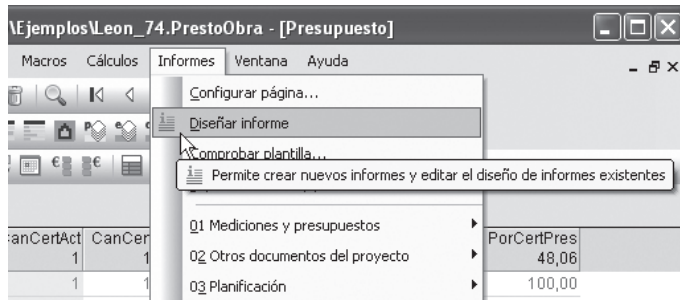 \Ejemplos\Leon_74.PrestoObra - [Presupuesto]
Macros Cálculos Informes Ventana Ayuda
Configurar página...
Diseñar informe
Comprobar plantilla...
Permite crear nuevos informes y editar el diseño de informes existentes
01 Mediciones y presupuestos
02 Otros documentos del proyecto
03 Planificación
CanCertAct CanCer PorCertPres
1 1 48,06
1 1 100,00